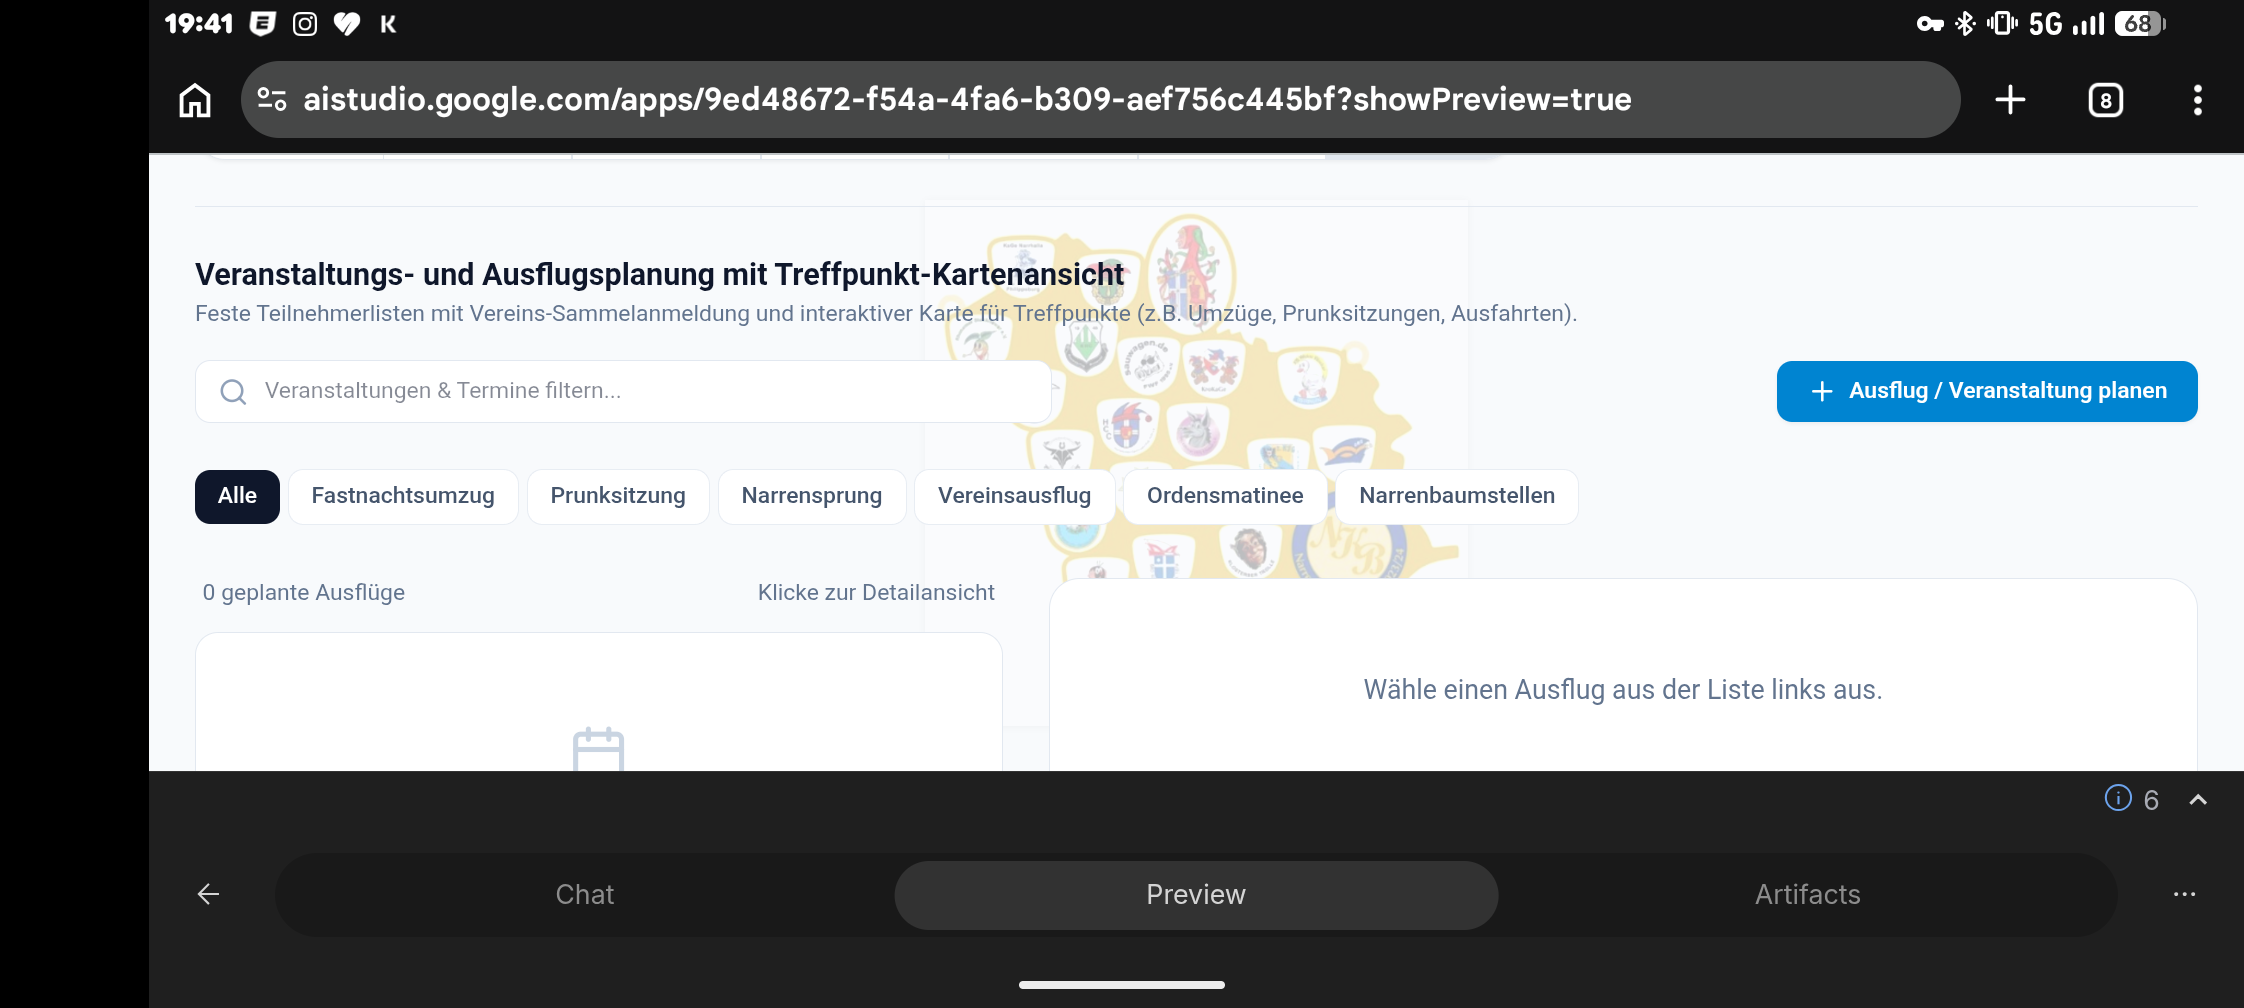 19:41
5G
68
aistudio.google.com/apps/9ed48672-f54a-4fa6-b309-aef756c445bf?showPreview=true
8
Veranstaltungs- und Ausflugsplanung mit Treffpunkt-Kartenansicht
Feste Teilnehmerlisten mit Vereins-Sammelanmeldung und interaktiver Karte für Treffpunkte (z.B. Umzüge, Prunksitzungen, Ausfahrten).
Veranstaltungen & Termine filtern...
Ausflug / Veranstaltung planen
Alle
Fastnachtsumzug
Prunksitzung
Narrensprung
Vereinsausflug
Ordensmatinee
Narrenbaumstellen
NKB
0 geplante Ausflüge
Klicke zur Detailansicht
Wähle einen Ausflug aus der Liste links aus.
6
Chat
Preview
Artifacts